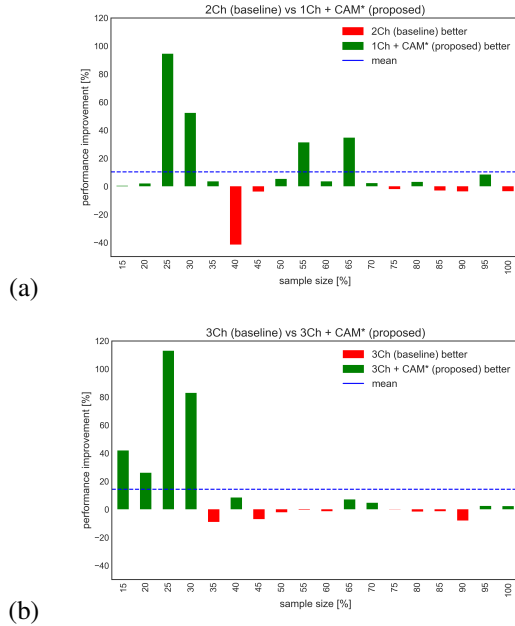 2Ch (baseline) vs 1Ch + CAM* (proposed)
120
100
80
60
40
20
0
−20
−40
performance improvement [%]
2Ch (baseline) better
1Ch + CAM* (proposed) better
mean
15 20 25 30 35 40 45 50 55 60 65 70 75 80 85 90 95 100
sample size [%]
(a)
3Ch (baseline) vs 3Ch + CAM* (proposed)
120
100
80
60
40
20
0
−20
−40
performance improvement [%]
3Ch (baseline) better
3Ch + CAM* (proposed) better
mean
15 20 25 30 35 40 45 50 55 60 65 70 75 80 85 90 95 100
sample size [%]
(b)